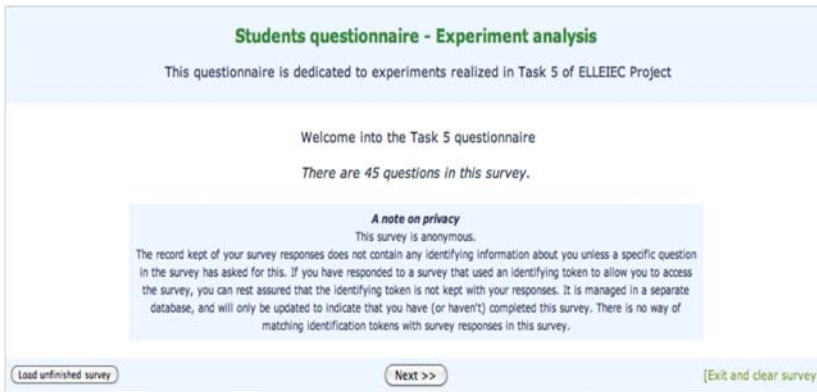 Students questionnaire - Experiment analysis
This questionnaire is dedicated to experiments realized in Task 5 of ELLEIEC Project
Welcome into the Task 5 questionnaire
There are 45 questions in this survey.
A note on privacy
This survey is anonymous.
The record kept of your survey responses does not contain any identifying information about you unless a specific question
in the survey has asked for this. If you have responded to a survey that used an identifying token to allow you to access
the survey, you can rest assured that the identifying token is not kept with your responses. It is managed in a separate
database, and will only be updated to indicate that you have (or haven't) completed this survey. There is no way of
matching identification tokens with survey responses in this survey.
Load unfinished survey
Next >>
[Exit and clear survey